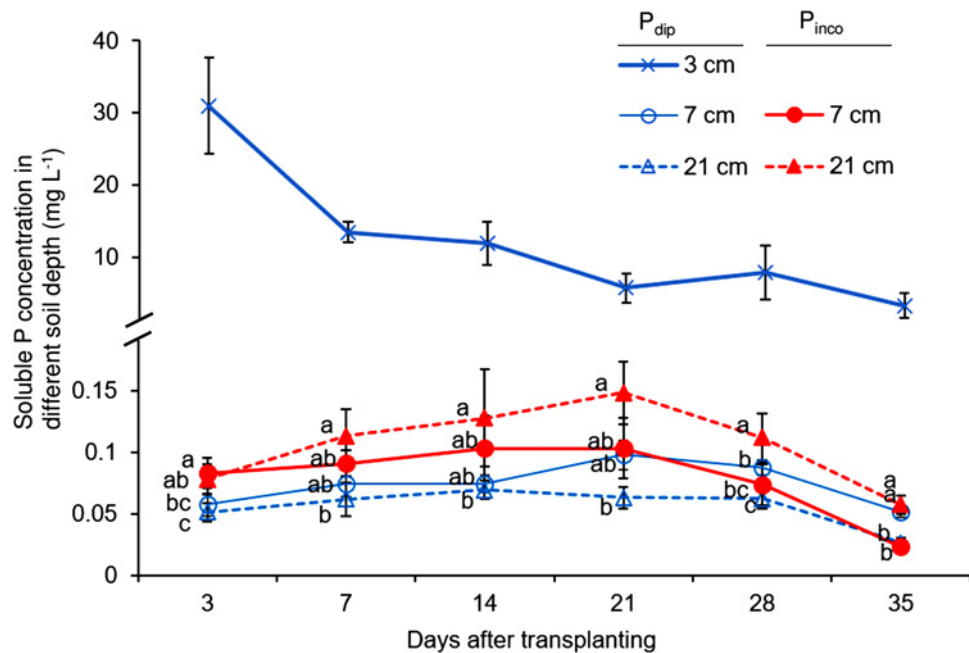 P_dip P_inco
3 cm
7 cm 7 cm
21 cm 21 cm
Soluble P concentration in
different soil depth (mg L⁻¹)
40
30
20
10
0.15
0.1
0.05
0
a a a a a
a ab ab ab b a
ab ab ab ab bc b
bc b b b c b
c
3 7 14 21 28 35
Days after transplanting